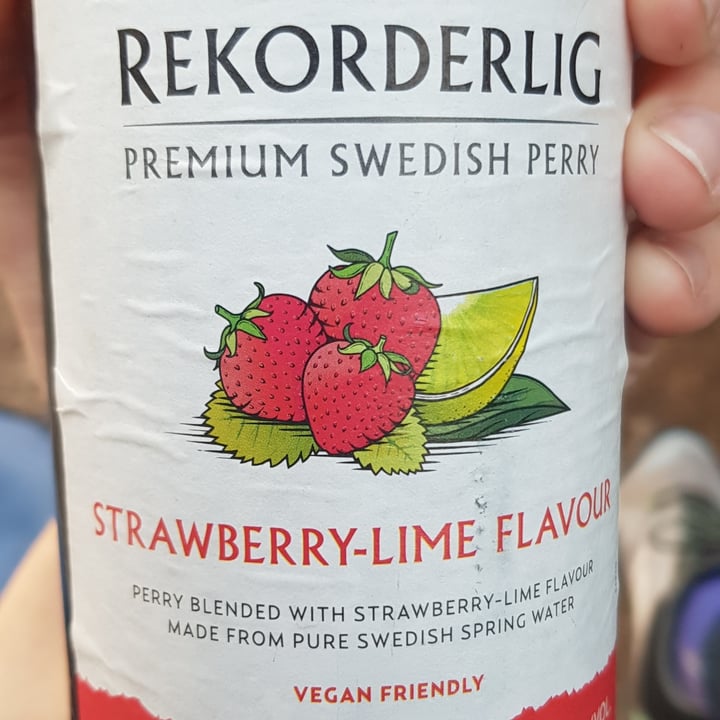 REKORDERLIG
PREMIUM SWEDISH PERRY
STRAWBERRY-LIME FLAVOUR
PERRY BLENDED WITH STRAWBERRY-LIME FLAVOUR
MADE FROM PURE SWEDISH SPRING WATER
VEGAN FRIENDLY